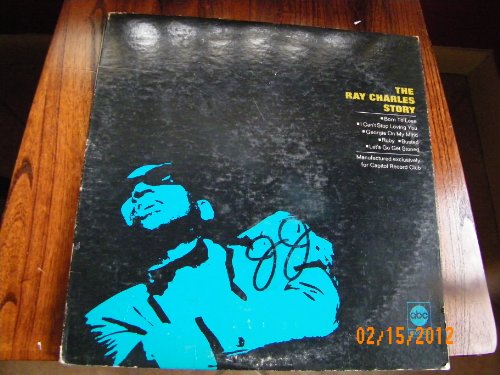 THE
RAY CHARLES
STORY
•Born To Lose
•I Can't Stop Loving You
•Georgia On My Mind
•Ruby •Busted
•Let's Go Get Stoned
Manufactured exclusively
for Capitol Record Club
JJ
abc
02/15/2012